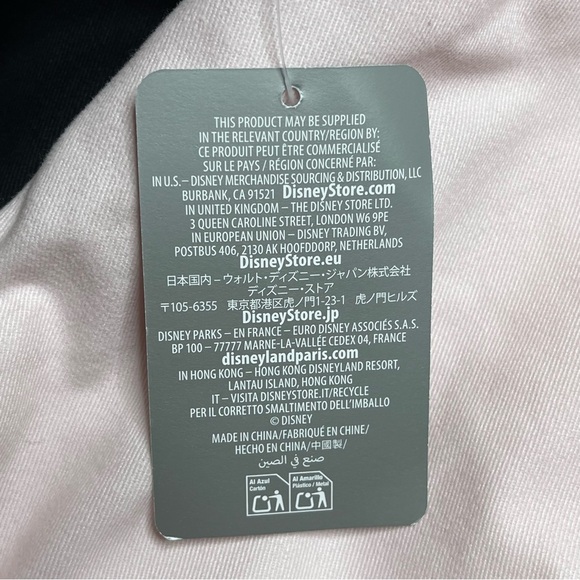 THIS PRODUCT MAY BE SUPPLIED
IN THE RELEVANT COUNTRY/REGION BY:
CE PRODUIT PEUT ÊTRE COMMERCIALISÉ
SUR LE PAYS / RÉGION CONCERNÉ PAR:
IN U.S.– DISNEY MERCHANDISE SOURCING & DISTRIBUTION, LLC
BURBANK, CA 91521 DisneyStore.com
IN UNITED KINGDOM – THE DISNEY STORE LTD.
3 QUEEN CAROLINE STREET, LONDON W6 9PE
IN EUROPEAN UNION – DISNEY TRADING BV,
POSTBUS 406, 2130 AK HOOFDDORP, NETHERLANDS
DisneyStore.eu
日本国内 – ウォルト・ディズニー・ジャパン株式会社
ディズニー・ストア
〒105-6355 東京都港区虎ノ門1-23-1 虎ノ門ヒルズ
DisneyStore.jp
DISNEY PARKS – EN FRANCE – EURO DISNEY ASSOCIÉS S.A.S.
BP 100 – 77777 MARNE-LA-VALLÉE CEDEX 04, FRANCE
disneylandparis.com
IN HONG KONG – HONG KONG DISNEYLAND RESORT,
LANTAU ISLAND, HONG KONG
IT – VISITA DISNEYSTORE.IT/RECYCLE
PER IL CORRETTO SMALTIMENTO DELL'IMBALLO
© DISNEY
MADE IN CHINA/FABRIQUÉ EN CHINE/
HECHO EN CHINA/中國製/
صنع في الصين
Al Azul
Cartón
Al Amarillo
Plástico / Metal